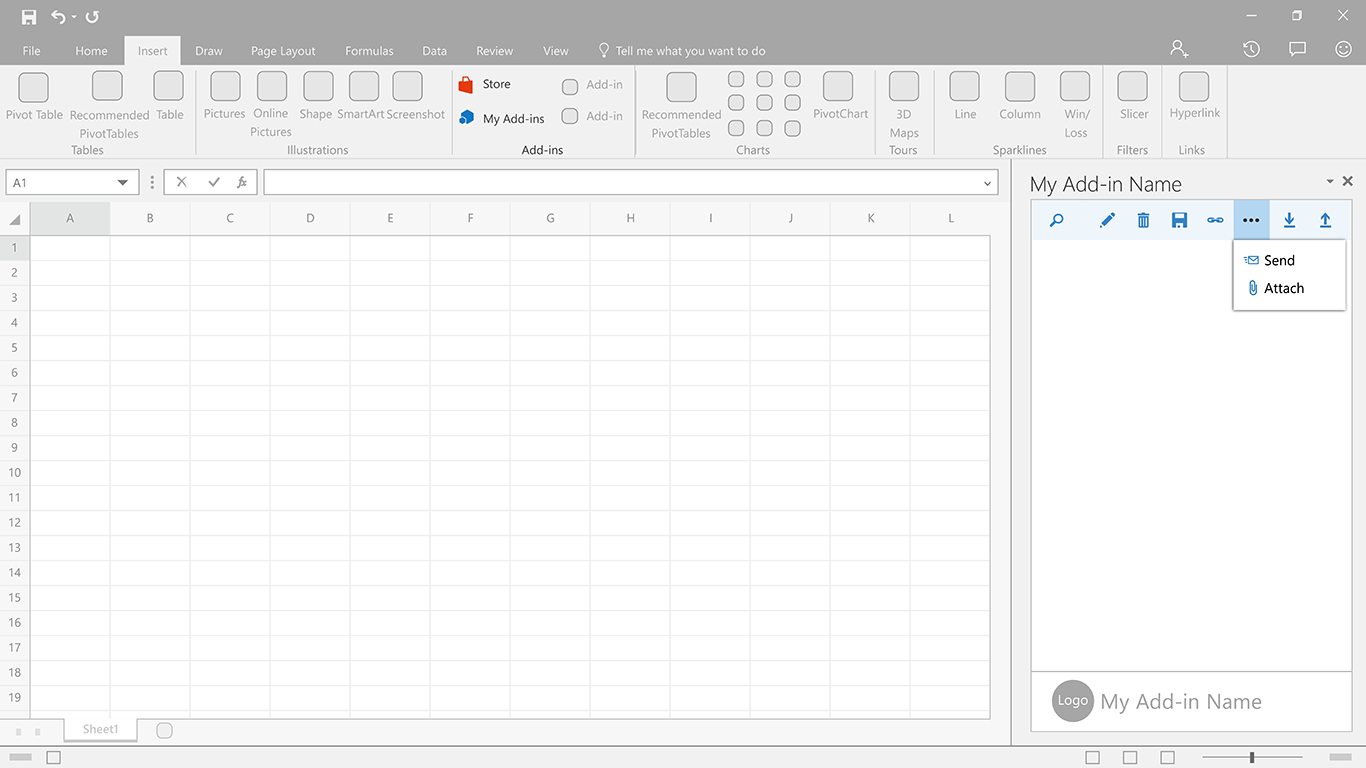 File Home Insert Draw Page Layout Formulas Data Review View Tell me what you want to do
Pivot Table
Recommended
PivotTables
Table
Tables
Pictures
Online
Pictures
Shape
SmartArt
Screenshot
Illustrations
Store
My Add-ins
Add-in
Add-in
Add-ins
Recommended
PivotTables
PivotChart
Charts
3D
Maps
Tours
Line
Column
Win/
Loss
Sparklines
Slicer
Filters
Hyperlink
Links
A1
fx
A B C D E F G H I J K L
1
2
3
4
5
6
7
8
9
10
11
12
13
14
15
16
17
18
19
Sheet1
My Add-in Name
Send
Attach
Logo
My Add-in Name